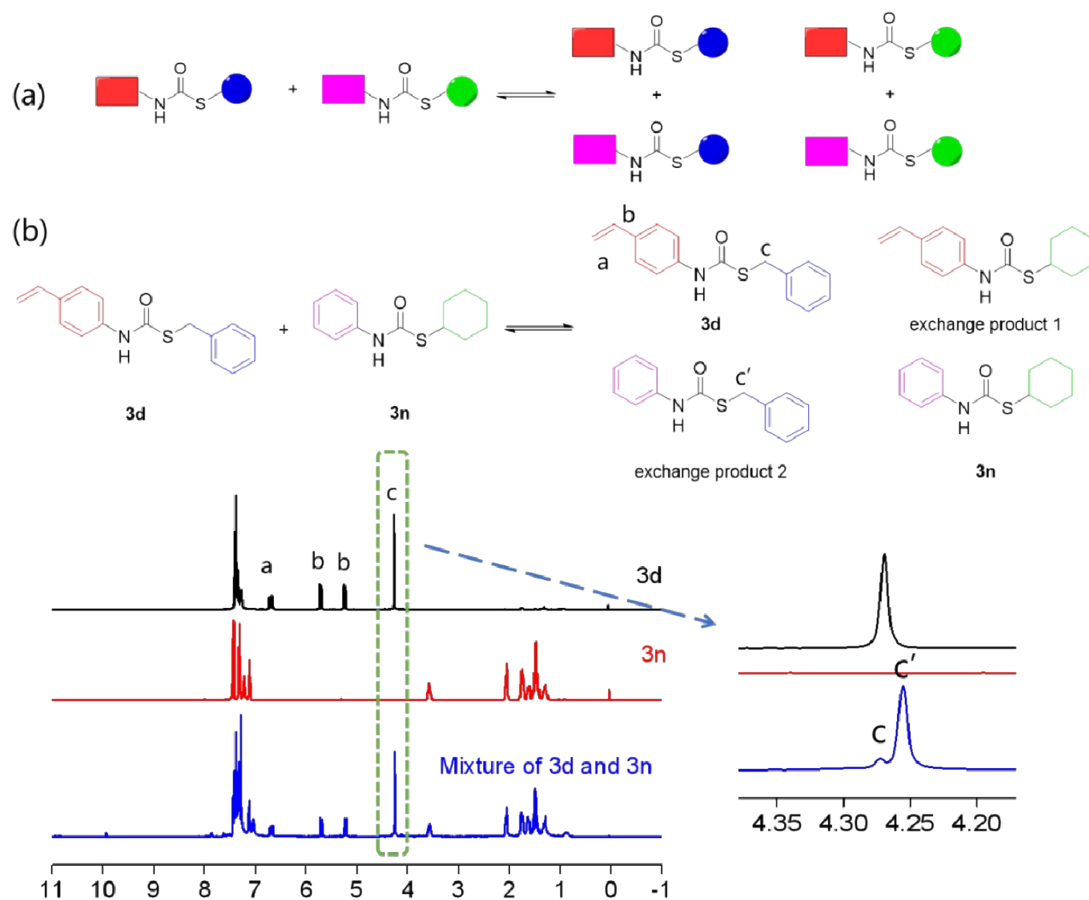 (a)
O
N
H
S
+
O
N
H
S
O
N
H
S
+
O
N
H
S
O
N
H
S
+
O
N
H
S
(b)
O
N
H
S
3d
+
O
N
H
S
3n
b
a
O
c
N
H
S
3d
O
N
H
S
exchange product 1
O
c'
N
H
S
exchange product 2
O
N
H
S
3n
a
b
b
c
3d
3n
Mixture of 3d and 3n
11 10 9 8 7 6 5 4 3 2 1 0 -1
c'
c
4.35 4.30 4.25 4.20